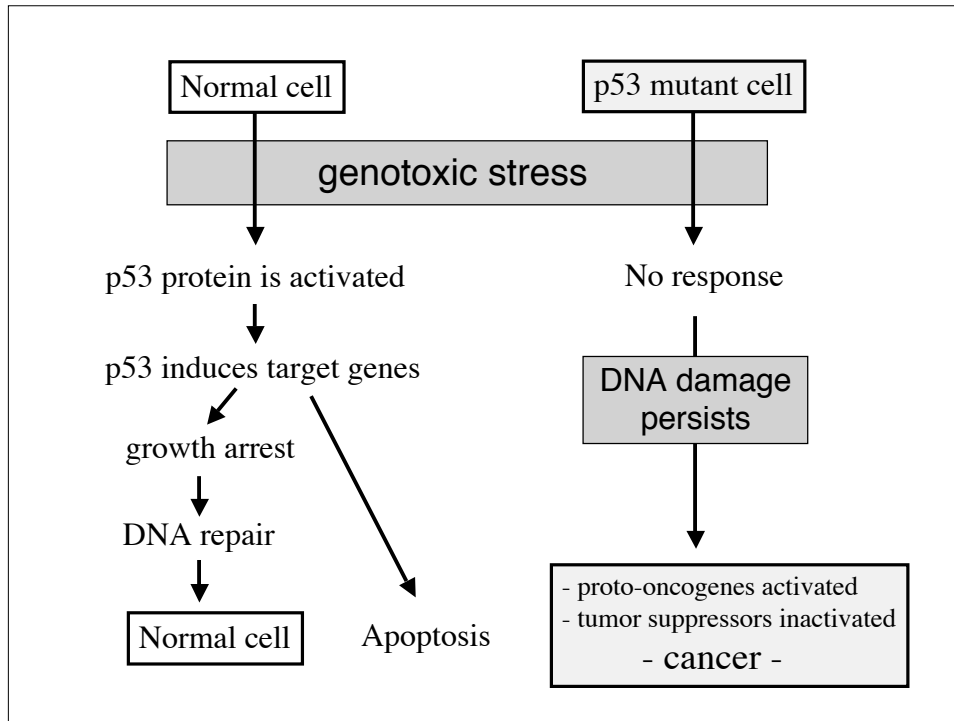 Normal cell
p53 mutant cell
genotoxic stress
p53 protein is activated
No response
p53 induces target genes
DNA damage
persists
growth arrest
DNA repair
- proto-oncogenes activated
- tumor suppressors inactivated
- cancer -
Normal cell
Apoptosis